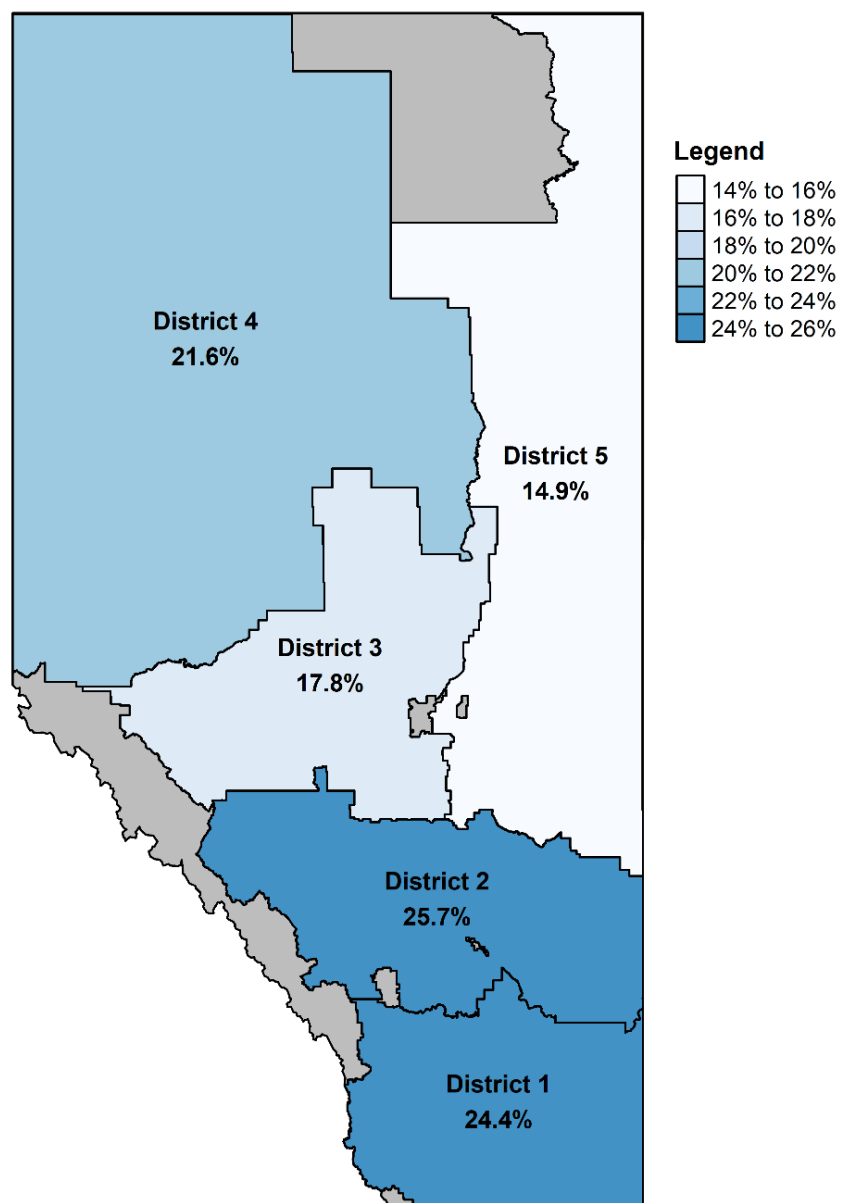 Legend
14% to 16%
16% to 18%
18% to 20%
20% to 22%
22% to 24%
24% to 26%
District 4
21.6%
District 5
14.9%
District 3
17.8%
District 2
25.7%
District 1
24.4%